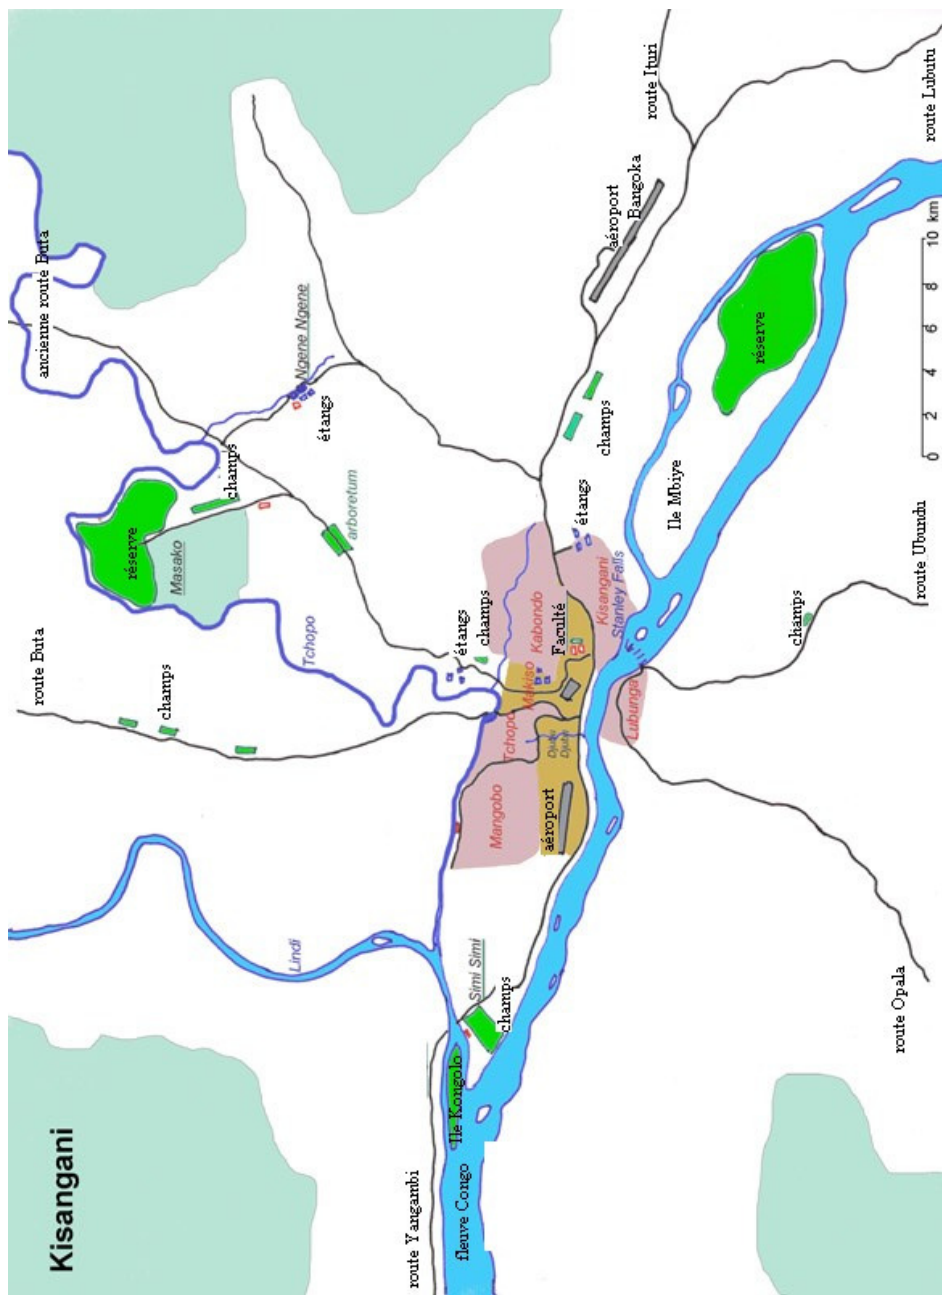 Kisangani
route Buta
ancienne route Buta
réserve
champs
Masako
champs
Lindi
Tchopo
Ngene Ngene
étangs
arboretum
route Yangambi
fleuve Congo
Ile Kongolo
Simi Simi
champs
étangs
champs
Mangobo
Tchopo
Makiso
Kabondo
aéroport
Djubu
Djubu
Faculté
étangs
Kisangani
Stanley Falls
champs
aéroport
Bangoka
route Ituri
Lubunga
Ile Mbiye
réserve
champs
route Opala
route Ubundu
route Lubutu
0 2 4 6 8 10 km